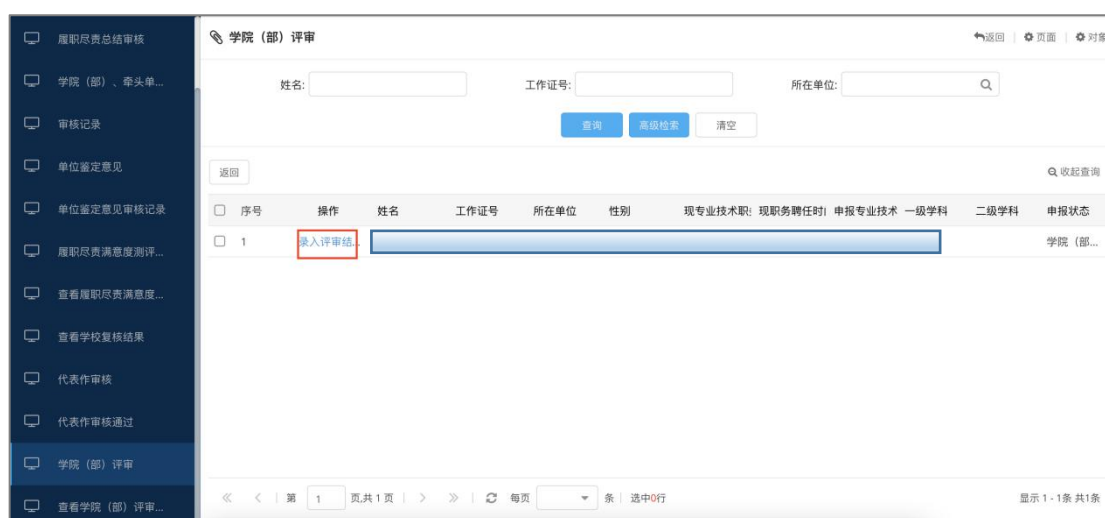 履职尽责总结审核
学院（部）、牵头单...
审核记录
单位鉴定意见
单位鉴定意见审核记录
履职尽责满意度测评...
查看履职尽责满意度...
查看学校复核结果
代表作审核
代表作审核通过
学院（部）评审
查看学院（部）评审...
学院（部）评审
返回 页面 对象
姓名: 工作证号: 所在单位:
查询 高级检索 清空
返回 收起查询
序号 操作 姓名 工作证号 所在单位 性别 现专业技术职 现职务聘任时 申报专业技术 一级学科 二级学科 申报状态
1 录入评审结... 学院（部...
第 1 页,共 1 页 每页 条 选中0行 显示 1 - 1条 共1条